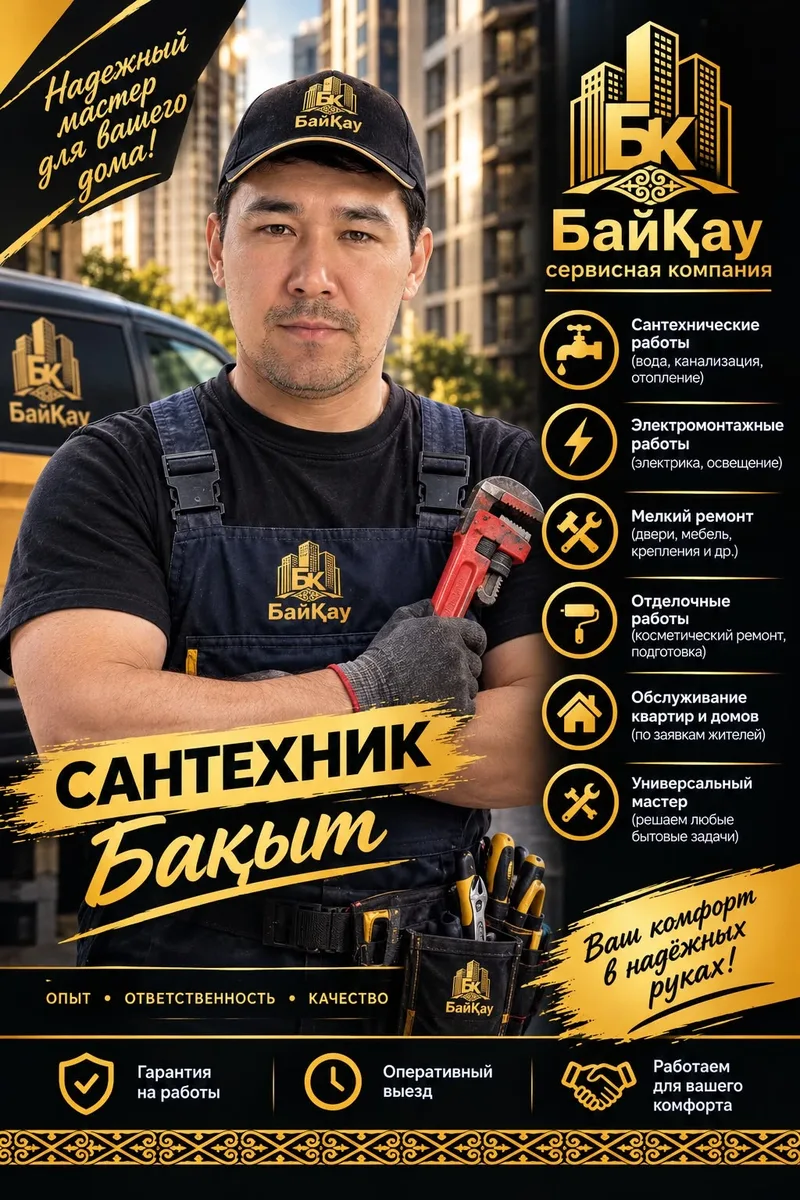 Надежный
мастер
для вашего
дома!
БК
БайҚау
БК
БайҚау
сервисная компания
БК
БайҚау
БК
БайҚау
Сантехнические
работы
(вода, канализация,
отопление)
Электромонтажные
работы
(электрика, освещение)
Мелкий ремонт
(двери, мебель,
крепления и др.)
Отделочные
работы
(косметический ремонт,
подготовка)
Обслуживание
квартир и домов
(по заявкам жителей)
Универсальный
мастер
(решаем любые
бытовые задачи)
САНТЕХНИК
Бақыт
Ваш комфорт
в надёжных
руках!
БК
БайҚау
ОПЫТ • ОТВЕТСТВЕННОСТЬ • КАЧЕСТВО
Гарантия
на работы
Оперативный
выезд
Работаем
для вашего
комфорта